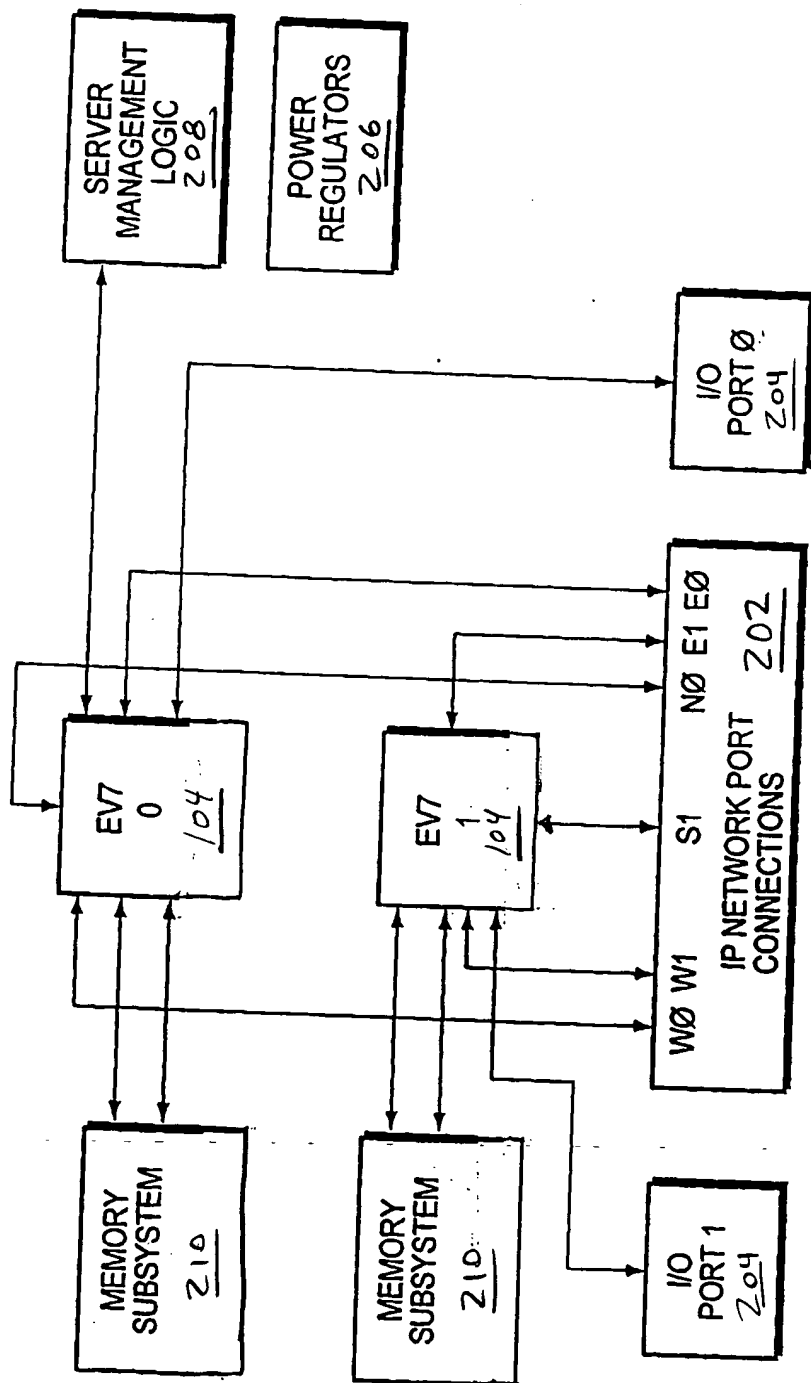 MEMORY
SUBSYSTEM
210
EV7
0
104
SERVER
MANAGEMENT
LOGIC
208
POWER
REGULATORS
206
MEMORY
SUBSYSTEM
210
EV7
1
104
I/O
PORT 1
204
WØ W1 S1 NØ E1 EØ
IP NETWORK PORT
CONNECTIONS
202
I/O
PORT Ø
204